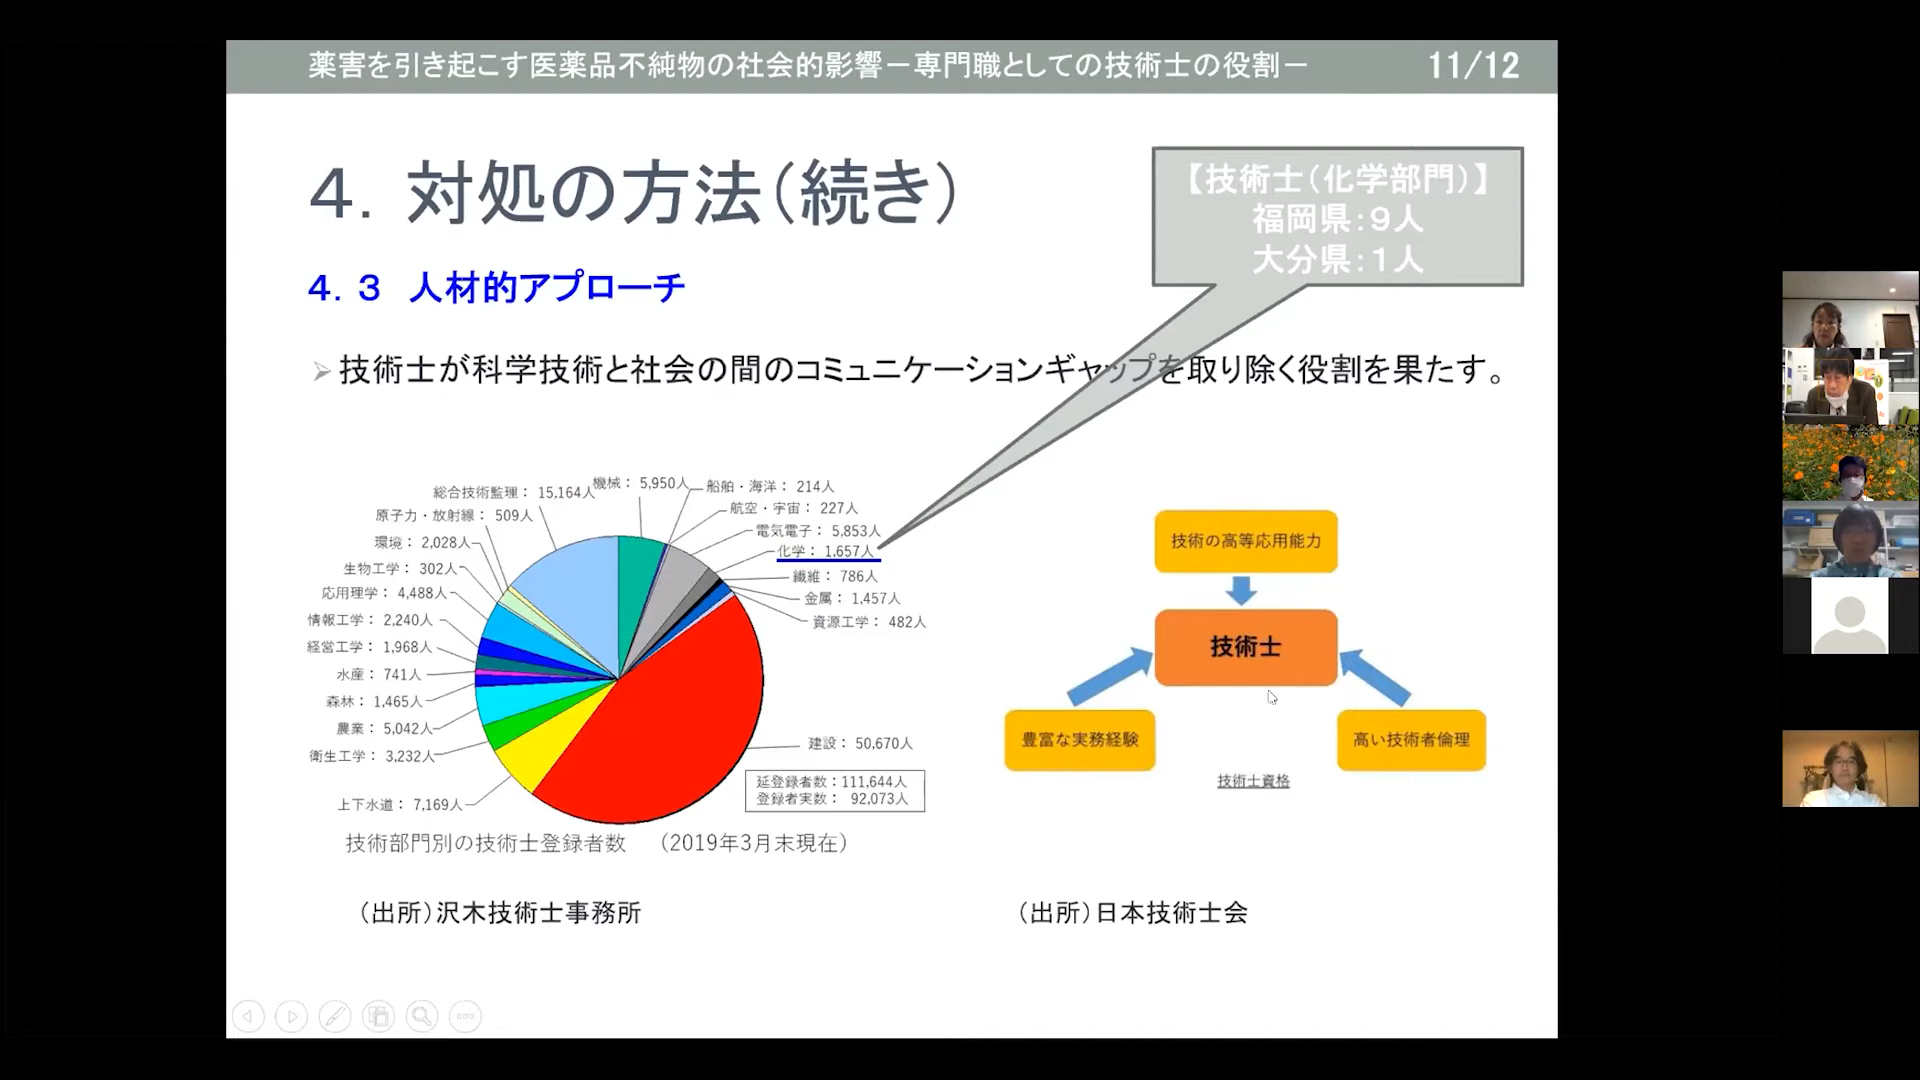 薬害を引き起こす医薬品不純物の社会的影響－専門職としての技術士の役割－ 11/12
4．対処の方法（続き）
【技術士（化学部門）】
福岡県：9人
大分県：1人
4．3　人材的アプローチ
➢ 技術士が科学技術と社会の間のコミュニケーションギャップを取り除く役割を果たす。
総合技術監理： 15,164人
機械： 5,950人
船舶・海洋： 214人
原子力・放射線： 509人
航空・宇宙： 227人
環境： 2,028人
電気電子： 5,853人
化学： 1,657人
生物工学： 302人
繊維： 786人
応用理学： 4,488人
金属： 1,457人
情報工学： 2,240人
資源工学： 482人
経営工学： 1,968人
水産： 741人
森林： 1,465人
農業： 5,042人
建設： 50,670人
衛生工学： 3,232人
延登録者数：111,644人
登録者実数： 92,073人
上下水道： 7,169人
技術部門別の技術士登録者数　（2019年3月末現在）
（出所）沢木技術士事務所
技術の高等応用能力
技術士
豊富な実務経験
高い技術者倫理
技術士資格
（出所）日本技術士会